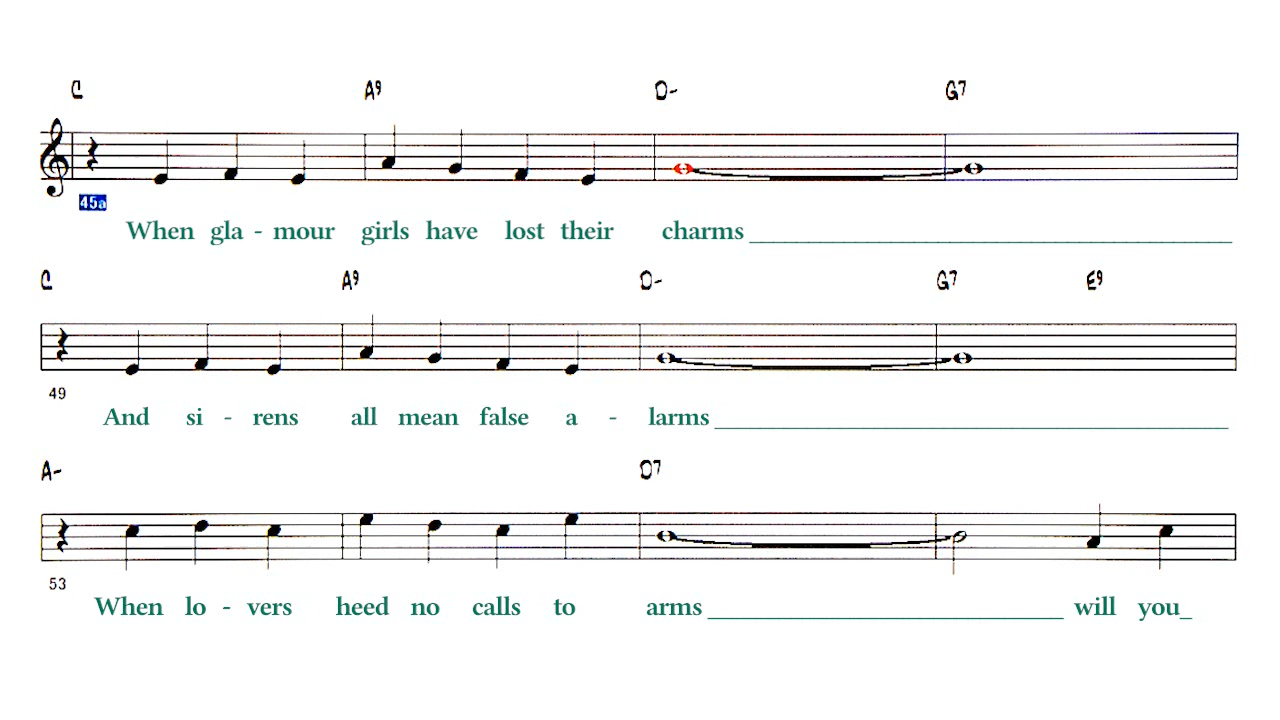 C A9 D- G7
45a
When gla - mour girls have lost their charms
C A9 D- G7 E9
49
And si - rens all mean false a - larms
A- D7
53
When lo - vers heed no calls to arms will you_